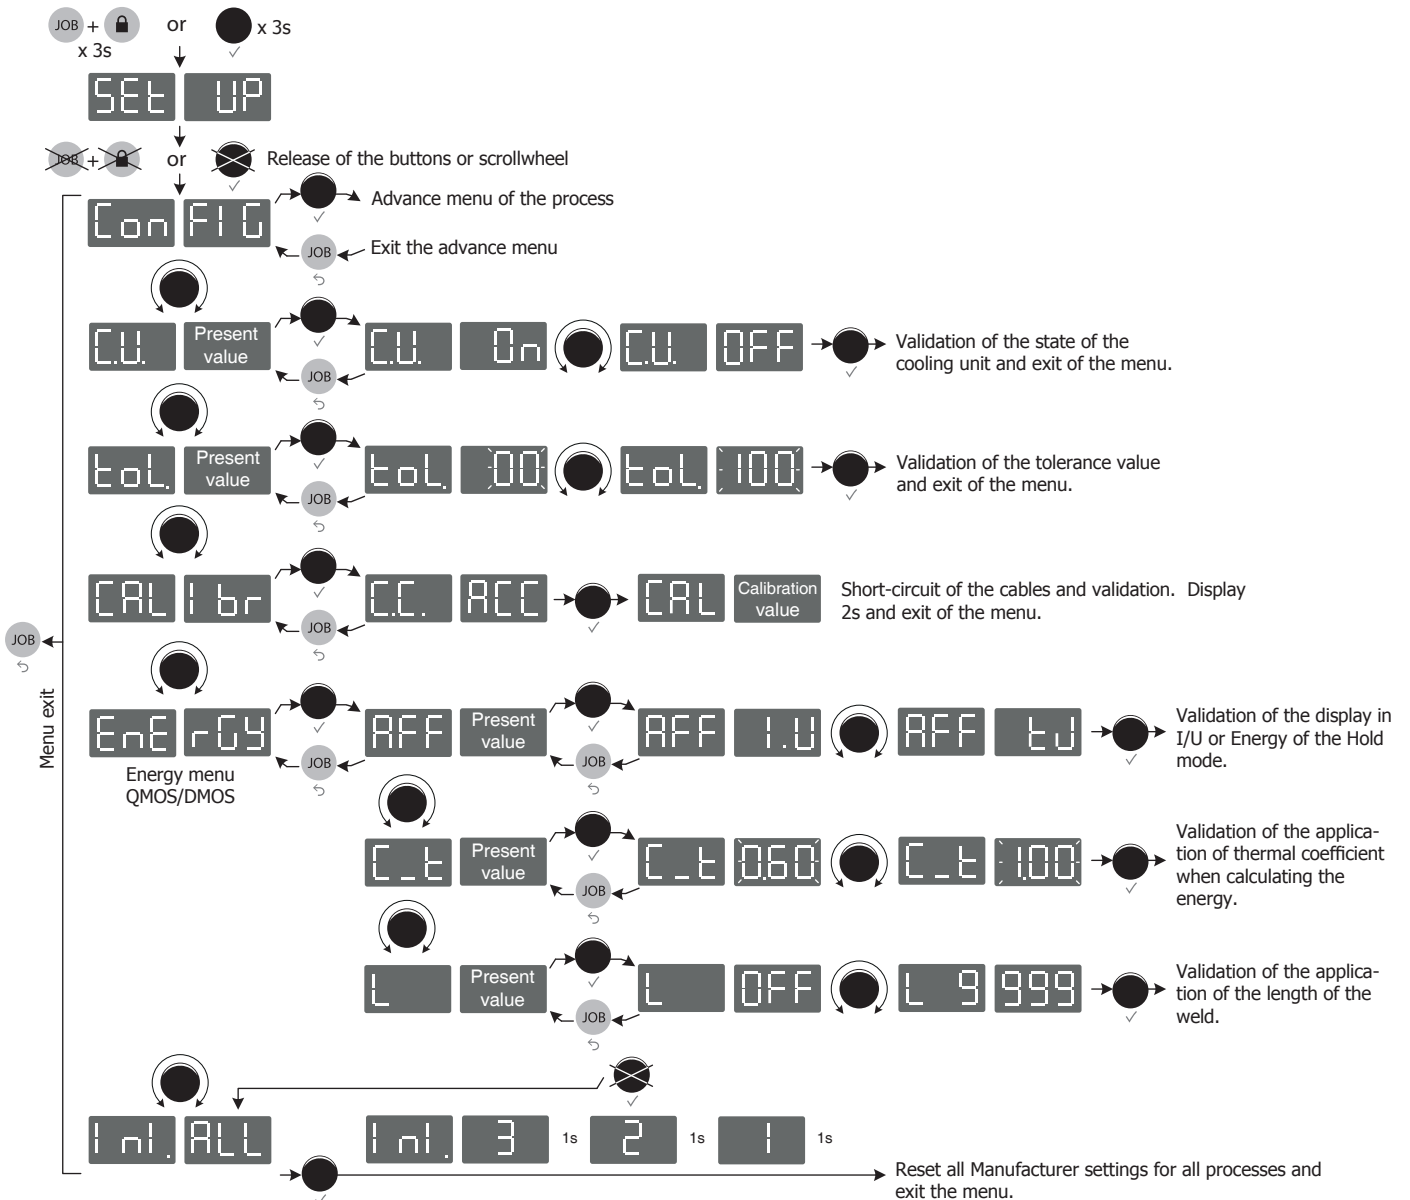 JOB + or x 3s
x 3s
SEt UP
JOB + or Release of the buttons or scrollwheel
Con FIG
Advance menu of the process
JOB Exit the advance menu
C.U. Present value
JOB
C.U. On
C.U. OFF
Validation of the state of the
cooling unit and exit of the menu.
toL. Present value
JOB
toL. 00
toL. 100
Validation of the tolerance value
and exit of the menu.
CAL Ibr
JOB
C.C. ACC
CAL Calibration value
Short-circuit of the cables and validation. Display
2s and exit of the menu.
JOB
Menu exit
EnE rGY
Energy menu
QMOS/DMOS
JOB
AFF Present value
JOB
AFF I.U
AFF tJ
Validation of the display in
I/U or Energy of the Hold
mode.
C_t Present value
JOB
C_t 0.60
C_t 1.00
Validation of the applica-
tion of thermal coefficient
when calculating the
energy.
L Present value
JOB
L OFF
L 9 999
Validation of the applica-
tion of the length of the
weld.
InI. ALL
InI. 3 1s 2 1s 1 1s
Reset all Manufacturer settings for all processes and
exit the menu.